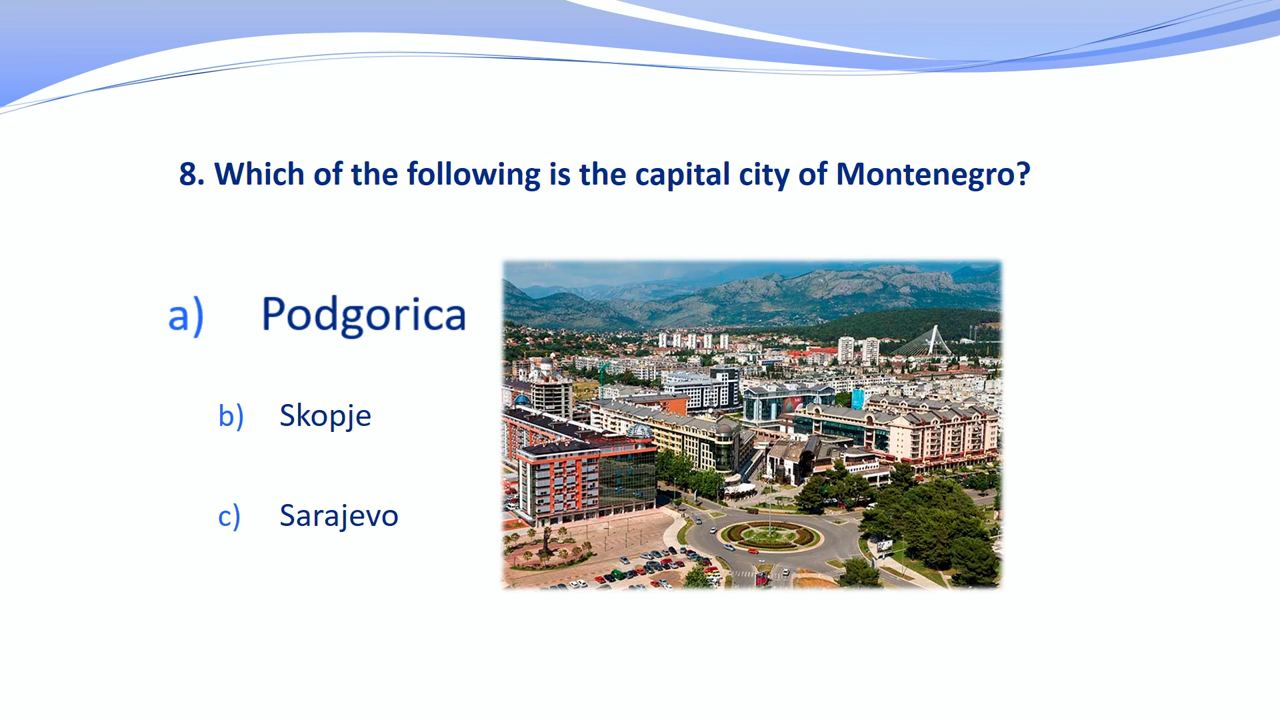 8. Which of the following is the capital city of Montenegro?
a) Podgorica
b) Skopje
c) Sarajevo